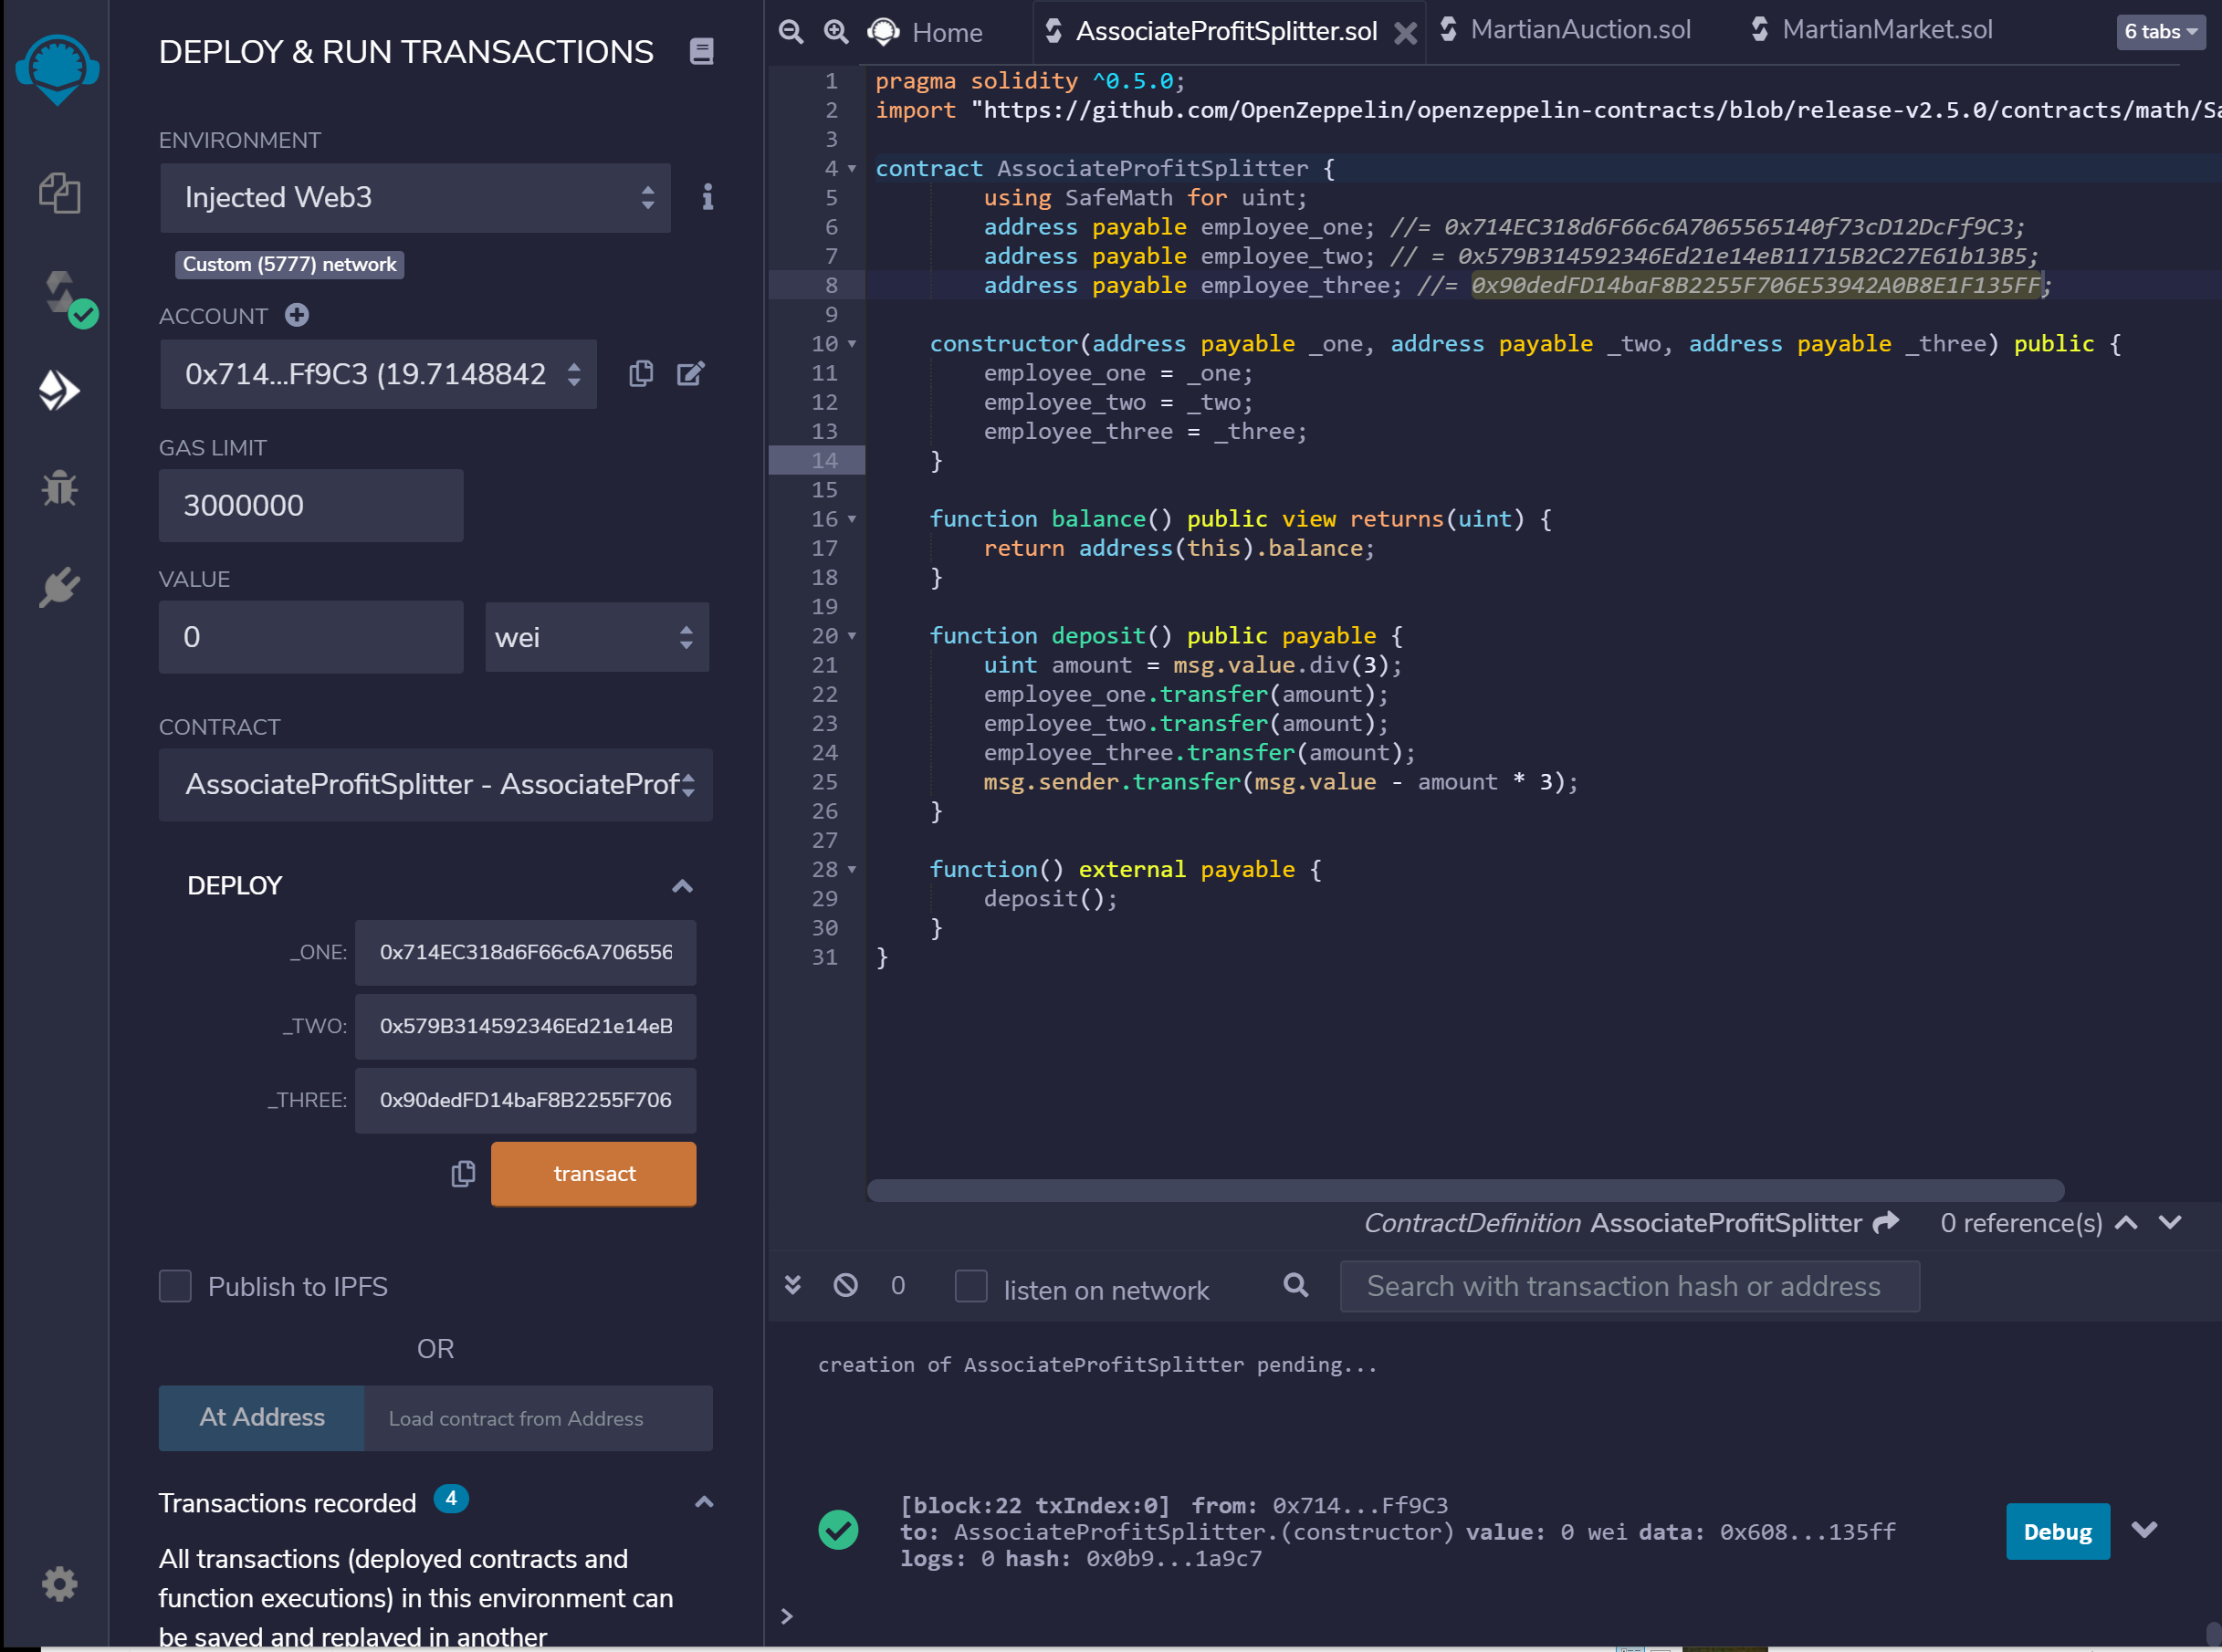 DEPLOY & RUN TRANSACTIONS
ENVIRONMENT
Injected Web3
Custom (5777) network
ACCOUNT
0x714...Ff9C3 (19.7148842
GAS LIMIT
3000000
VALUE
0
wei
CONTRACT
AssociateProfitSplitter - AssociateProf
DEPLOY
_ONE: 0x714EC318d6F66c6A706556
_TWO: 0x579B314592346Ed21e14eB
_THREE: 0x90dedFD14baF8B2255F706
transact
Publish to IPFS
OR
At Address Load contract from Address
Transactions recorded 4
All transactions (deployed contracts and
function executions) in this environment can
be saved and replayed in another
Home AssociateProfitSplitter.sol MartianAuction.sol MartianMarket.sol 6 tabs
1 pragma solidity ^0.5.0;
2 import "https://github.com/OpenZeppelin/openzeppelin-contracts/blob/release-v2.5.0/contracts/math/Sa
3
4 contract AssociateProfitSplitter {
5 using SafeMath for uint;
6 address payable employee_one; //= 0x714EC318d6F66c6A7065565140f73cD12DcFf9C3;
7 address payable employee_two; // = 0x579B314592346Ed21e14eB11715B2C27E61b13B5;
8 address payable employee_three; //= 0x90dedFD14baF8B2255F706E53942A0B8E1F135FF;
9
10 constructor(address payable _one, address payable _two, address payable _three) public {
11 employee_one = _one;
12 employee_two = _two;
13 employee_three = _three;
14 }
15
16 function balance() public view returns(uint) {
17 return address(this).balance;
18 }
19
20 function deposit() public payable {
21 uint amount = msg.value.div(3);
22 employee_one.transfer(amount);
23 employee_two.transfer(amount);
24 employee_three.transfer(amount);
25 msg.sender.transfer(msg.value - amount * 3);
26 }
27
28 function() external payable {
29 deposit();
30 }
31 }
ContractDefinition AssociateProfitSplitter 0 reference(s)
0 listen on network Search with transaction hash or address
creation of AssociateProfitSplitter pending...
[block:22 txIndex:0] from: 0x714...Ff9C3
to: AssociateProfitSplitter.(constructor) value: 0 wei data: 0x608...135ff
logs: 0 hash: 0x0b9...1a9c7
Debug
>